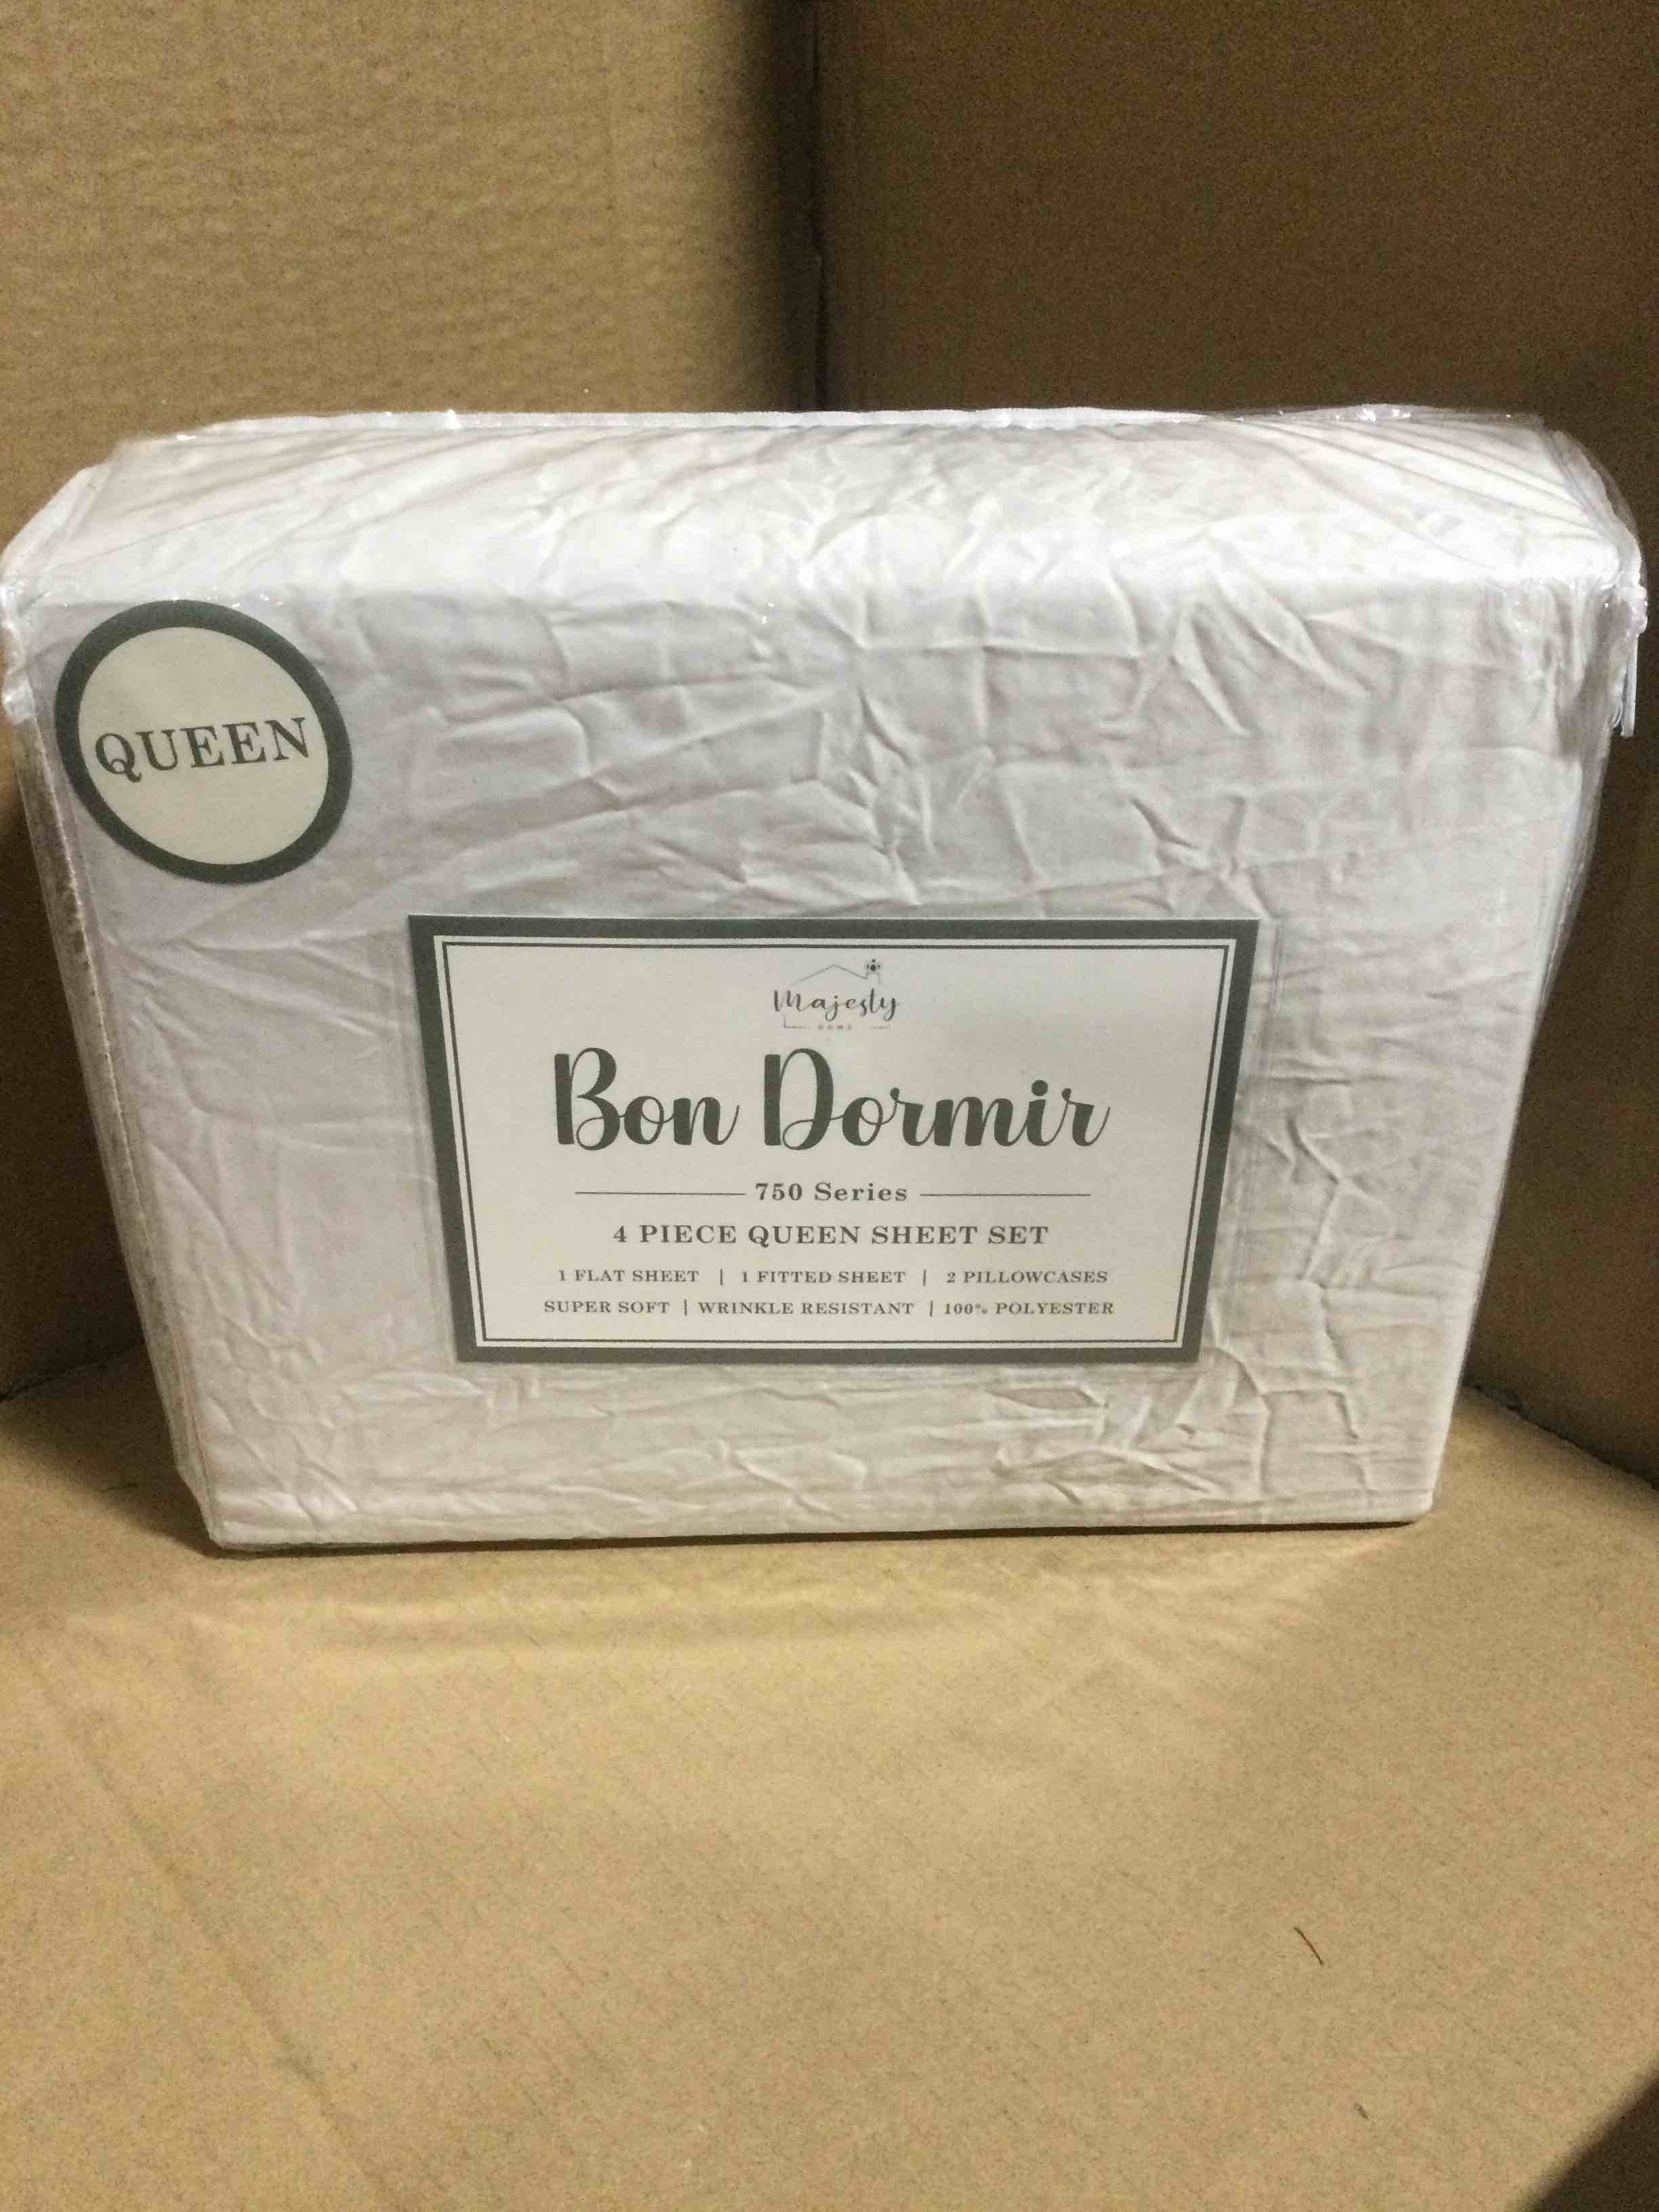 QUEEN
Majesty
HOME
Bon Dormir
750 Series
4 PIECE QUEEN SHEET SET
1 FLAT SHEET | 1 FITTED SHEET | 2 PILLOWCASES
SUPER SOFT | WRINKLE RESISTANT | 100% POLYESTER